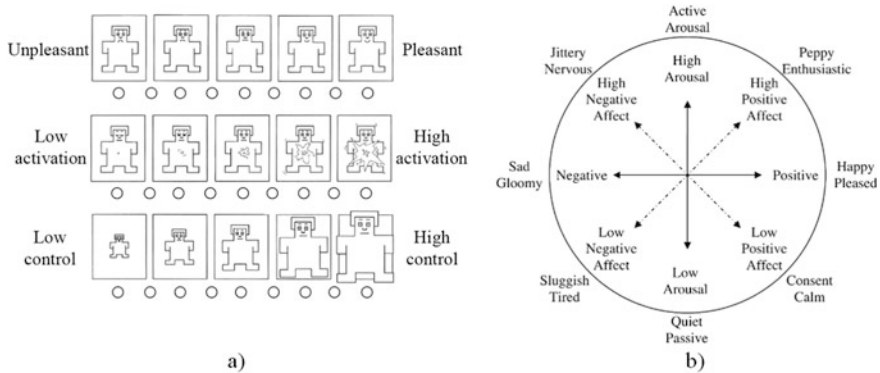 Unpleasant
Pleasant
Low
activation
High
activation
Low
control
High
control
a)
Active
Arousal
Jittery
Nervous
Peppy
Enthusiastic
High
Arousal
High
Negative
Affect
High
Positive
Affect
Sad
Gloomy
Negative
Positive
Happy
Pleased
Low
Negative
Affect
Low
Positive
Affect
Low
Arousal
Sluggish
Tired
Consent
Calm
Quiet
Passive
b)